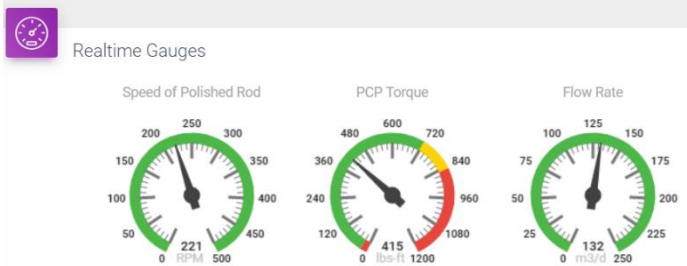 Realtime Gauges
Speed of Polished Rod
0 50 100 150 200 250 300 350 400 450 500
221
RPM
PCP Torque
0 120 240 360 480 600 720 840 960 1080 1200
415
lbs-ft
Flow Rate
0 25 50 75 100 125 150 175 200 225 250
132
m3/d